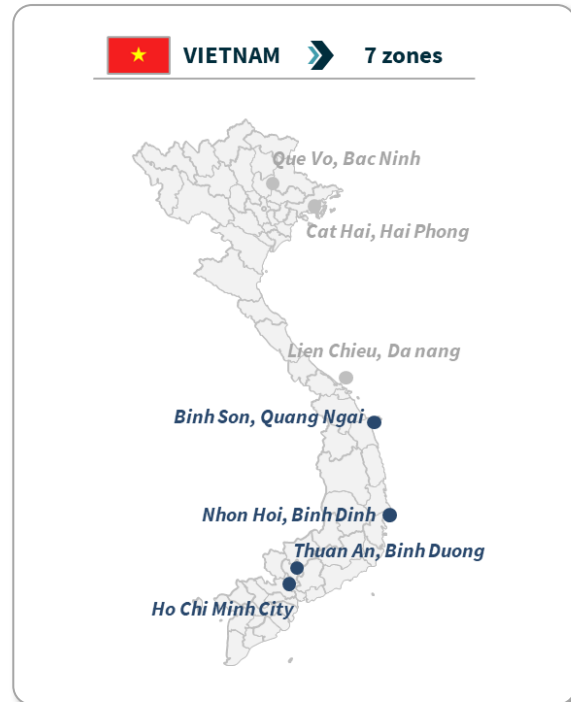 VIETNAM 7 zones
Que Vo, Bac Ninh
Cat Hai, Hai Phong
Lien Chieu, Da nang
Binh Son, Quang Ngai
Nhon Hoi, Binh Dinh
Thuan An, Binh Duong
Ho Chi Minh City